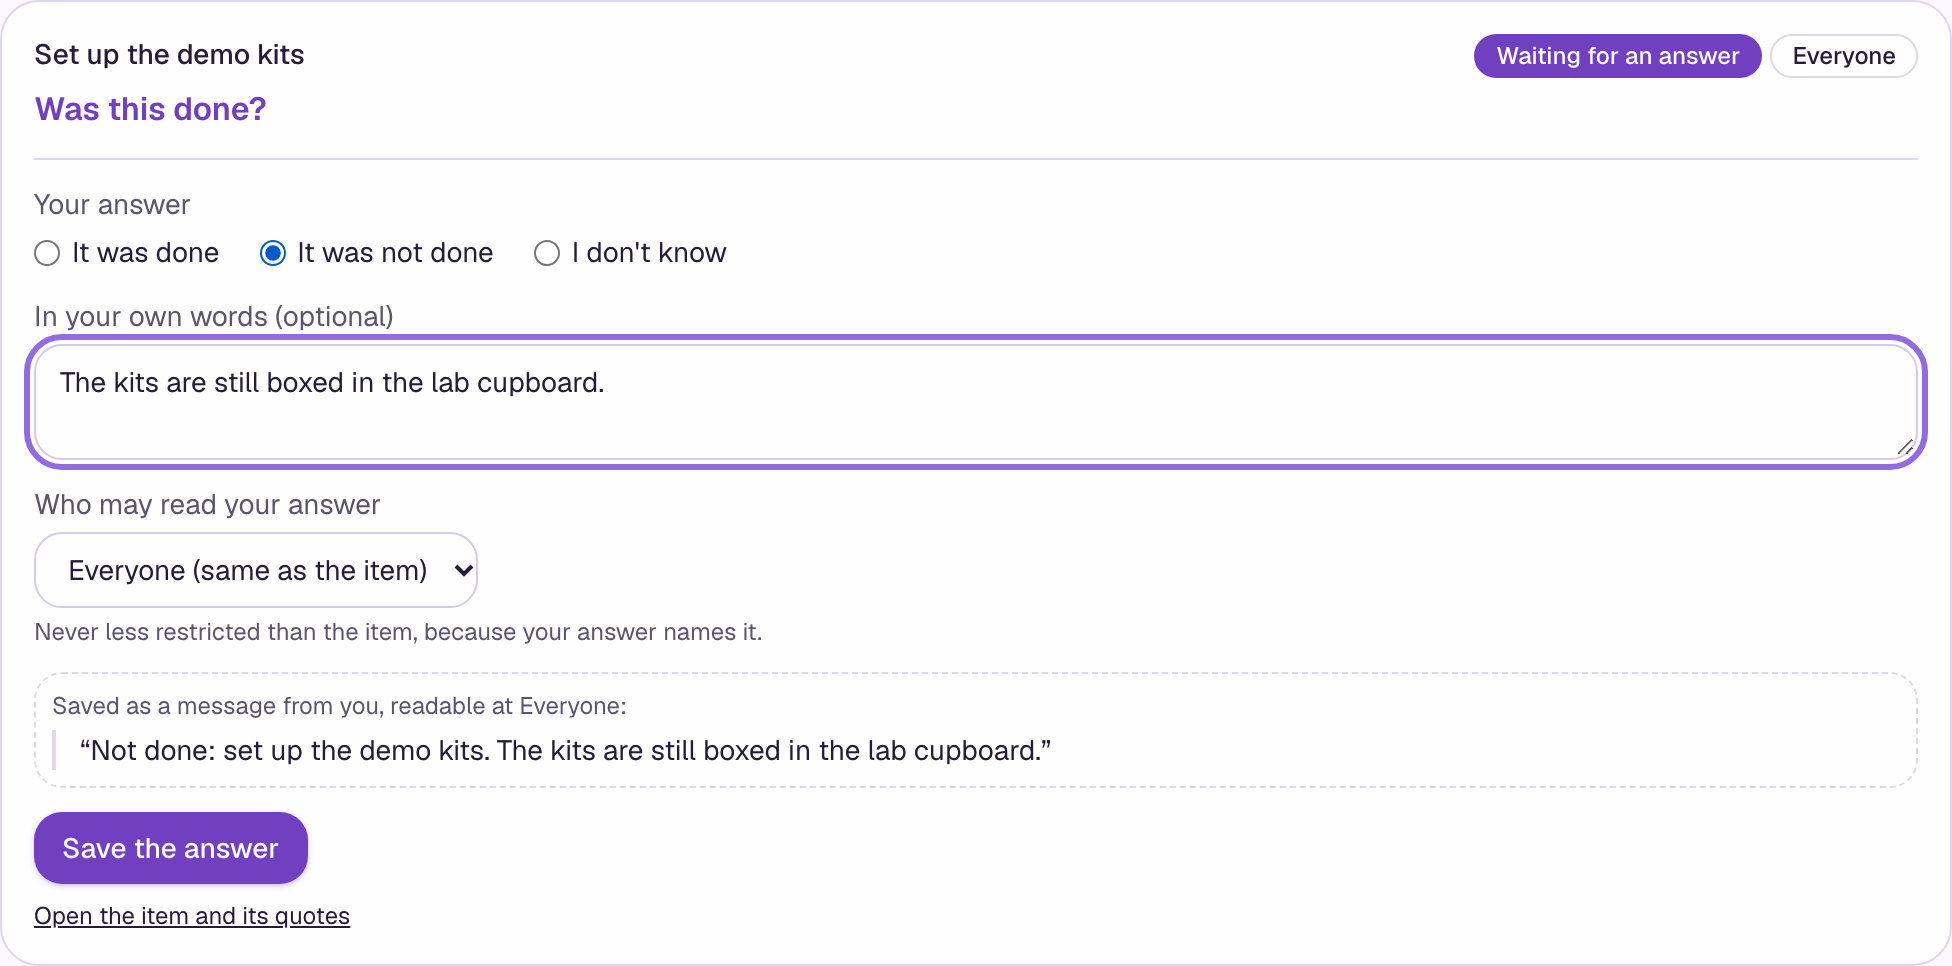 Set up the demo kits
Waiting for an answer
Everyone
Was this done?
Your answer
It was done
It was not done
I don't know
In your own words (optional)
The kits are still boxed in the lab cupboard.
Who may read your answer
Everyone (same as the item)
Never less restricted than the item, because your answer names it.
Saved as a message from you, readable at Everyone:
“Not done: set up the demo kits. The kits are still boxed in the lab cupboard.”
Save the answer
Open the item and its quotes